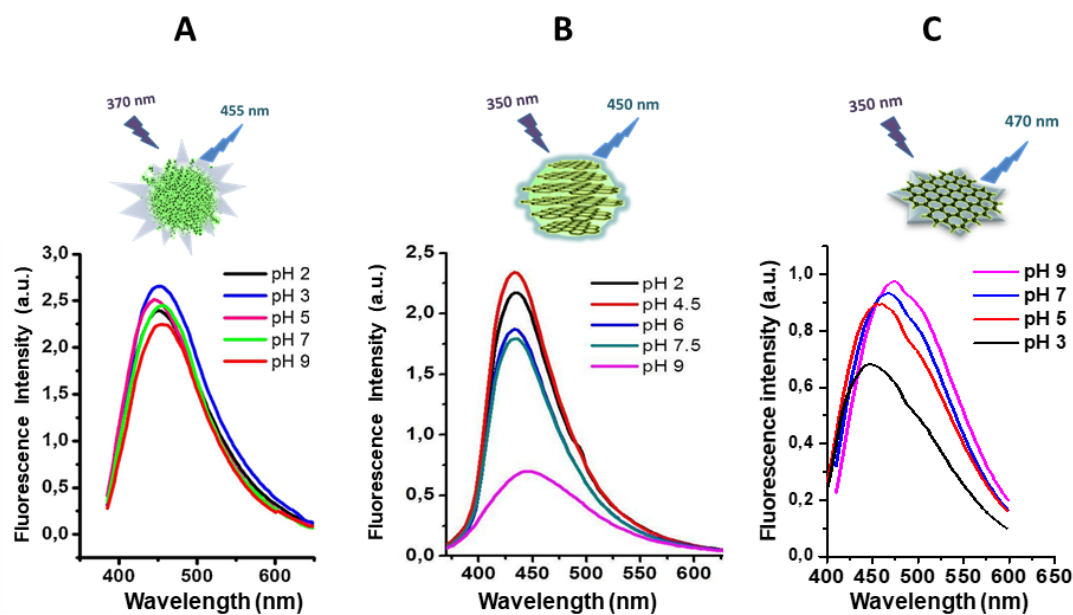 A
370 nm
455 nm
3,0
2,5
2,0
1,5
1,0
0,5
0,0
Fluorescence Intensity (a.u.)
pH 2
pH 3
pH 5
pH 7
pH 9
400 450 500 550 600
Wavelength (nm)
B
350 nm
450 nm
2,5
2,0
1,5
1,0
0,5
0,0
Fluorescence Intensity (a.u.)
pH 2
pH 4.5
pH 6
pH 7.5
pH 9
400 450 500 550 600
Wavelength (nm)
C
350 nm
470 nm
1,0
0,8
0,6
0,4
0,2
0,0
Fluorescence intensity (a.u.)
pH 9
pH 7
pH 5
pH 3
400 450 500 550 600 650
Wavelength (nm)